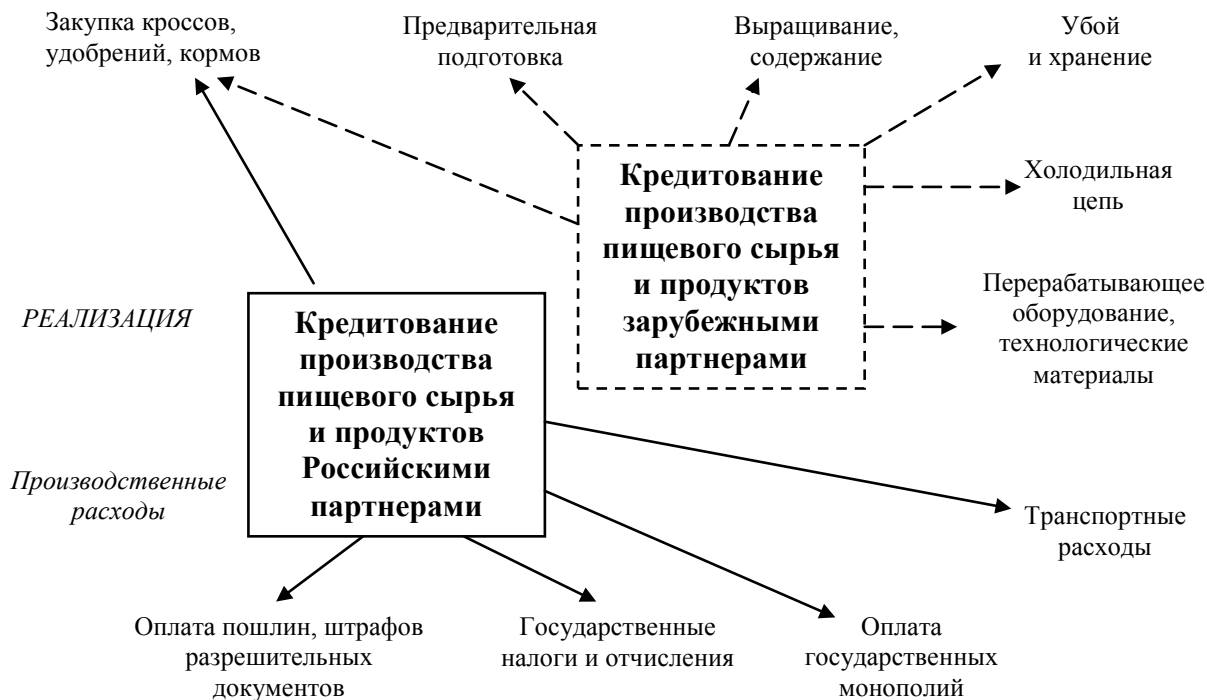 Закупка кроссов,
удобрений, кормов
Предварительная
подготовка
Выращивание,
содержание
Убой
и хранение
Кредитование
производства
пищевого сырья
и продуктов
зарубежными
партнерами
Холодильная
цепь
Перерабатывающее
оборудование,
технологические
материалы
РЕАЛИЗАЦИЯ
Кредитование
производства
пищевого сырья
и продуктов
Российскими
партнерами
Производственные
расходы
Транспортные
расходы
Оплата пошлин, штрафов
разрешительных
документов
Государственные
налоги и отчисления
Оплата
государственных
монополий